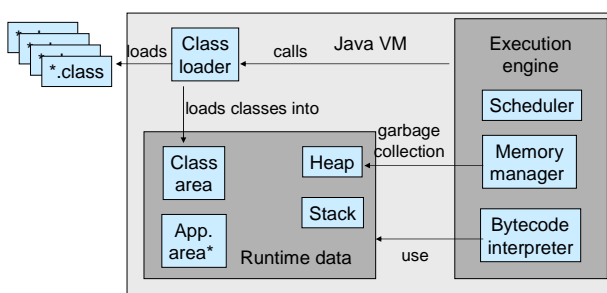 *.class
loads
Class
loader
calls
Java VM
Execution
engine
Scheduler
Memory
manager
Bytecode
interpreter
loads classes into
garbage
collection
Class
area
Heap
Stack
App.
area*
Runtime data
use